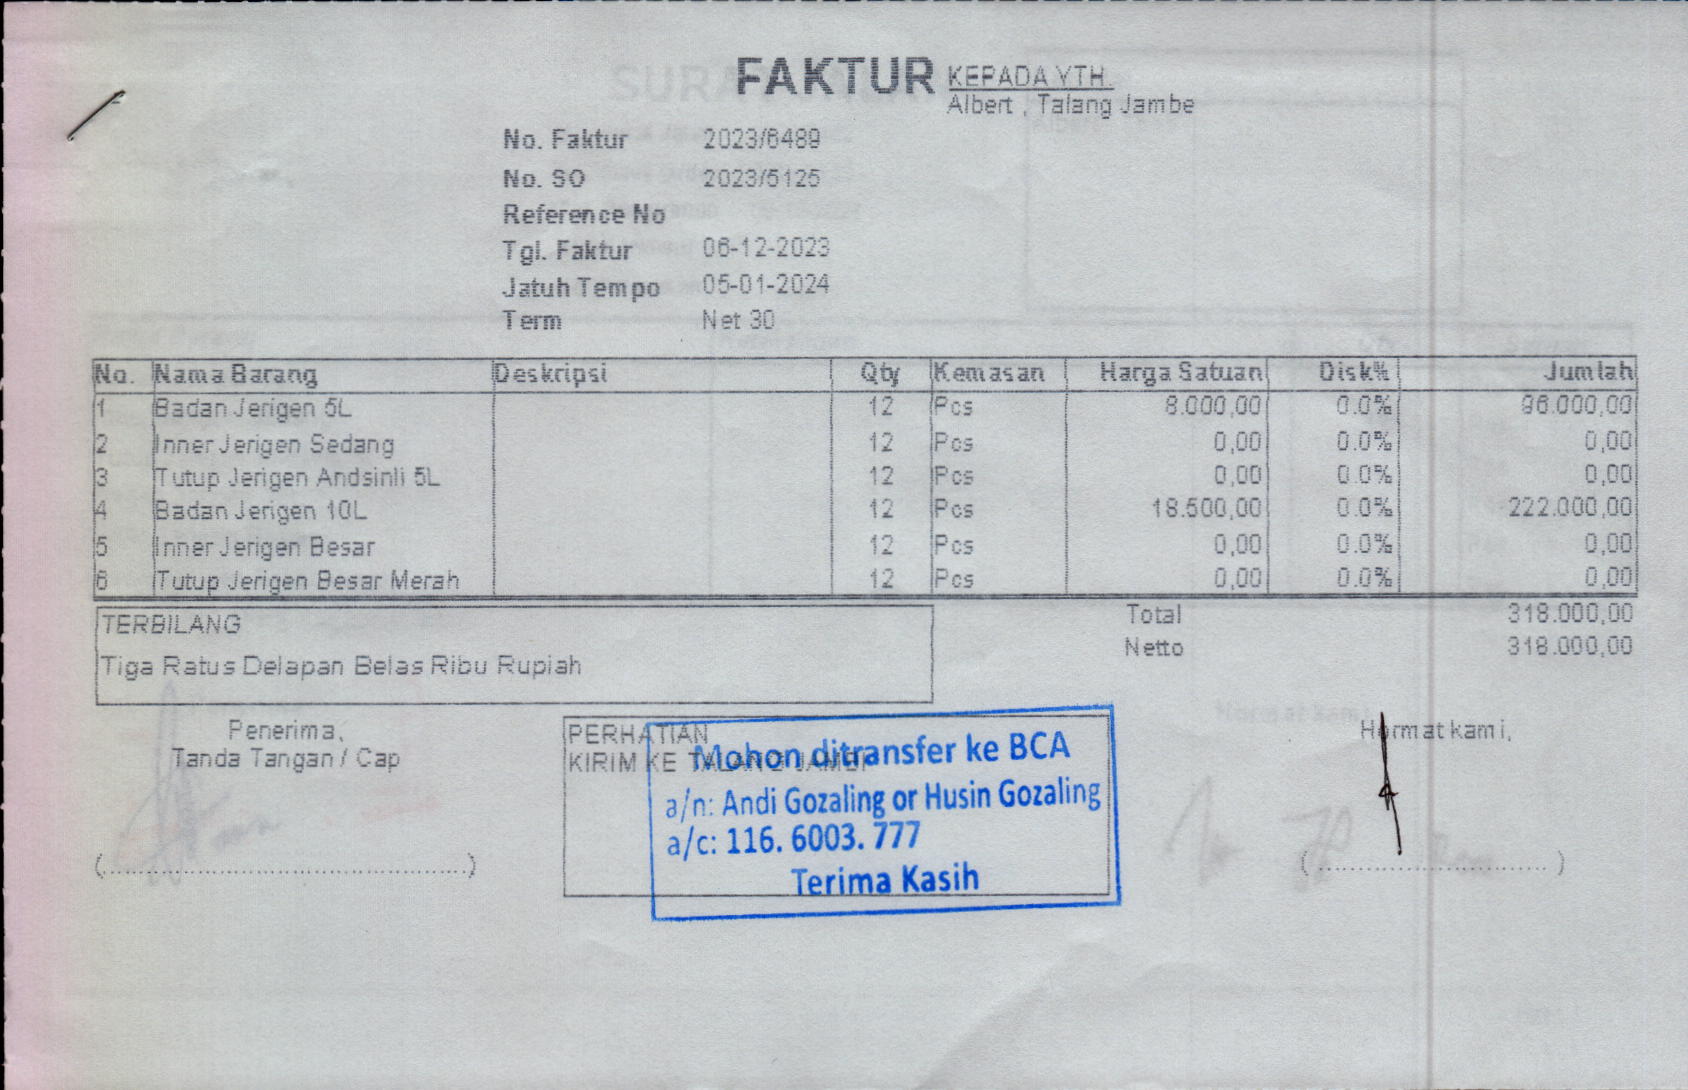 FAKTUR
KEPADA YTH.
Albert , Talang Jambe
No. Faktur 2023/6489
No. SO 2023/5125
Reference No
Tgl. Faktur 06-12-2023
Jatuh Tempo 05-01-2024
Term Net 30
No. Nama Barang Deskripsi Qty Kemasan Harga Satuan Disk% Jumlah
1 Badan Jerigen 5L 12 Pcs 8.000,00 0.0% 96.000,00
2 Inner Jerigen Sedang 12 Pcs 0,00 0.0% 0,00
3 Tutup Jerigen Andsinli 5L 12 Pcs 0,00 0.0% 0,00
4 Badan Jerigen 10L 12 Pcs 18.500,00 0.0% 222.000,00
5 Inner Jerigen Besar 12 Pcs 0,00 0.0% 0,00
6 Tutup Jerigen Besar Merah 12 Pcs 0,00 0.0% 0,00
TERBILANG
Tiga Ratus Delapan Belas Ribu Rupiah
Total 318.000,00
Netto 318.000,00
Penerima,
Tanda Tangan / Cap
PERHATIAN
KIRIM KE TALANG
Mohon ditransfer ke BCA
a/n: Andi Gozaling or Husin Gozaling
a/c: 116. 6003. 777
Terima Kasih
Hormat kami,